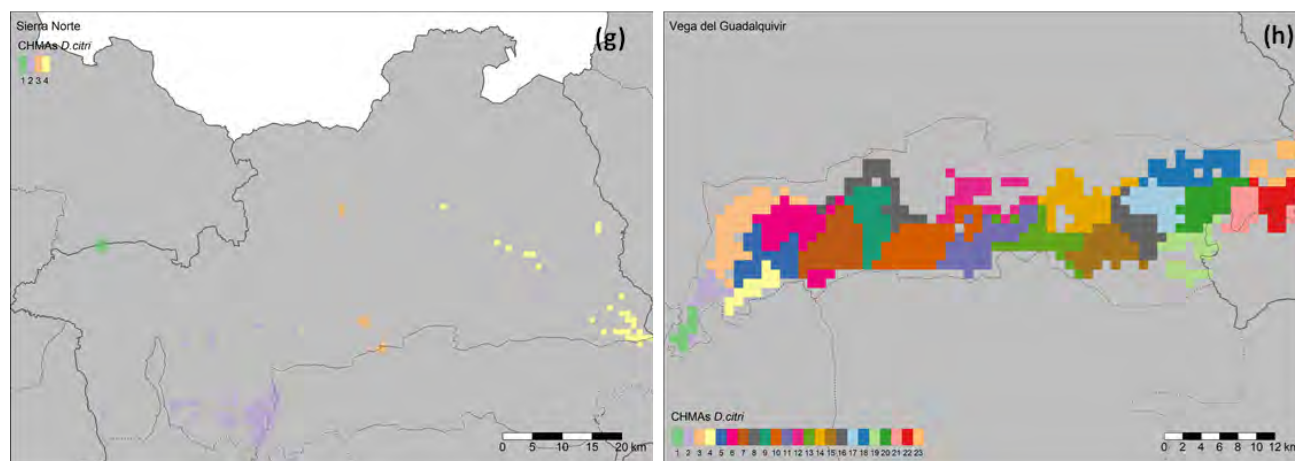 Sierra Norte
(g)
CHMAs D.citri
1 2 3 4
0 5 10 15 20 km
Vega del Guadalquivir
(h)
CHMAs D.citri
1 2 3 4 5 6 7 8 9 10 11 12 13 14 15 16 17 18 19 20 21 22 23
0 2 4 6 8 10 12 km